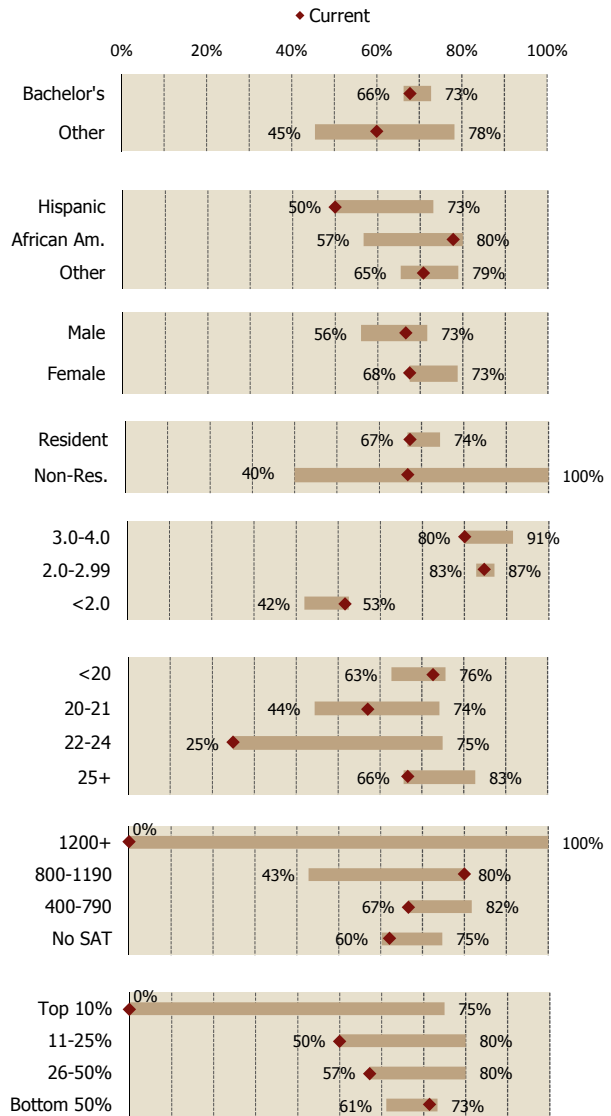 Current
0% 20% 40% 60% 80% 100%
Bachelor's 66% 73%
Other 45% 78%
Hispanic 50% 73%
African Am. 57% 80%
Other 65% 79%
Male 56% 73%
Female 68% 73%
Resident 67% 74%
Non-Res. 40% 100%
3.0-4.0 80% 91%
2.0-2.99 83% 87%
<2.0 42% 53%
<20 63% 76%
20-21 44% 74%
22-24 25% 75%
25+ 66% 83%
1200+ 0% 100%
800-1190 43% 80%
400-790 67% 82%
No SAT 60% 75%
Top 10% 0% 75%
11-25% 50% 80%
26-50% 57% 80%
Bottom 50% 61% 73%